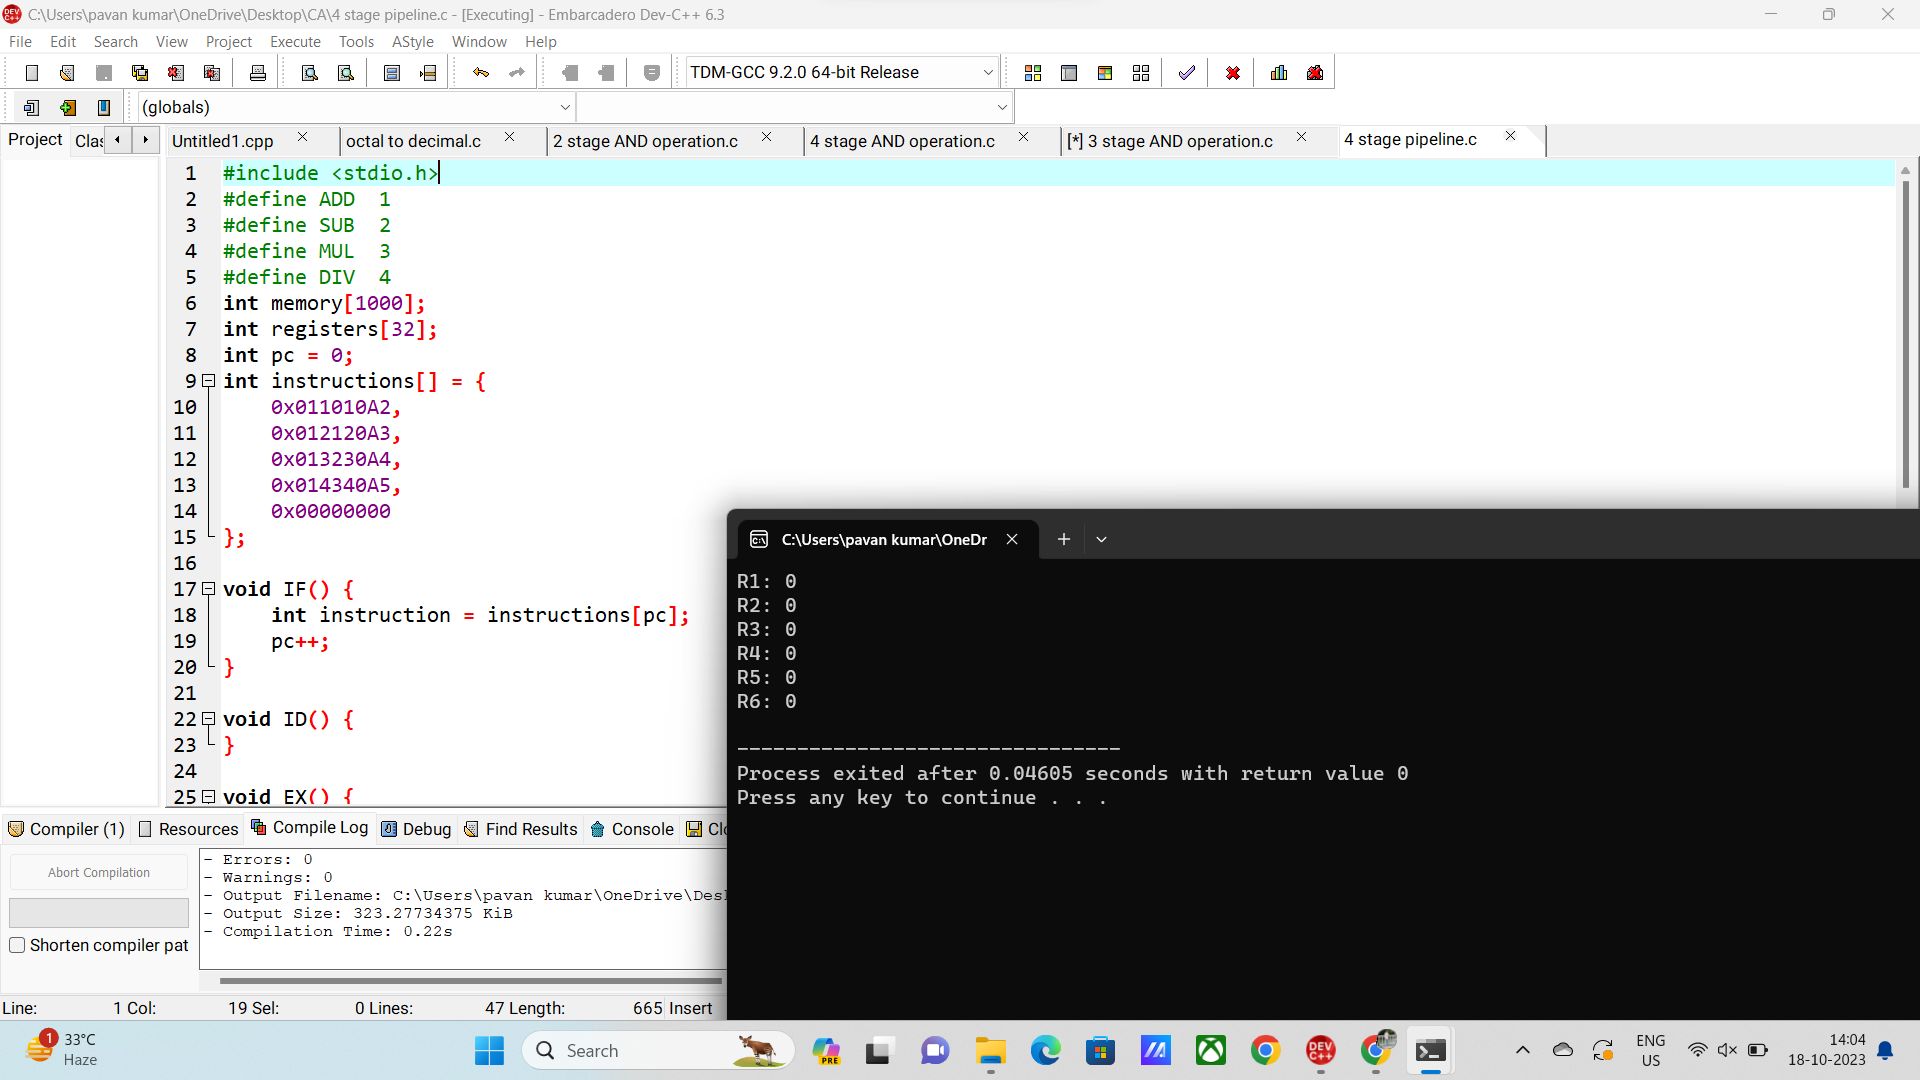 C:\Users\pavan kumar\OneDrive\Desktop\CA\4 stage pipeline.c - [Executing] - Embarcadero Dev-C++ 6.3
File Edit Search View Project Execute Tools AStyle Window Help
TDM-GCC 9.2.0 64-bit Release
(globals)
Project Clas Untitled1.cpp octal to decimal.c 2 stage AND operation.c 4 stage AND operation.c [*] 3 stage AND operation.c 4 stage pipeline.c
1 #include <stdio.h>
2 #define ADD 1
3 #define SUB 2
4 #define MUL 3
5 #define DIV 4
6 int memory[1000];
7 int registers[32];
8 int pc = 0;
9 int instructions[] = {
10 0x011010A2,
11 0x012120A3,
12 0x013230A4,
13 0x014340A5,
14 0x00000000
15 };
16
17 void IF() {
18 int instruction = instructions[pc];
19 pc++;
20 }
21
22 void ID() {
23 }
24
25 void EX() {
C:\Users\pavan kumar\OneDr
R1: 0
R2: 0
R3: 0
R4: 0
R5: 0
R6: 0
--------------------------------
Process exited after 0.04605 seconds with return value 0
Press any key to continue . . .
Compiler (1) Resources Compile Log Debug Find Results Console Clo
Abort Compilation
Shorten compiler pat
- Errors: 0
- Warnings: 0
- Output Filename: C:\Users\pavan kumar\OneDrive\Des
- Output Size: 323.27734375 KiB
- Compilation Time: 0.22s
Line: 1 Col: 19 Sel: 0 Lines: 47 Length: 665 Insert
1
33°C
Haze
Search
PRE
DEV
C++
ENG
US
14:04
18-10-2023